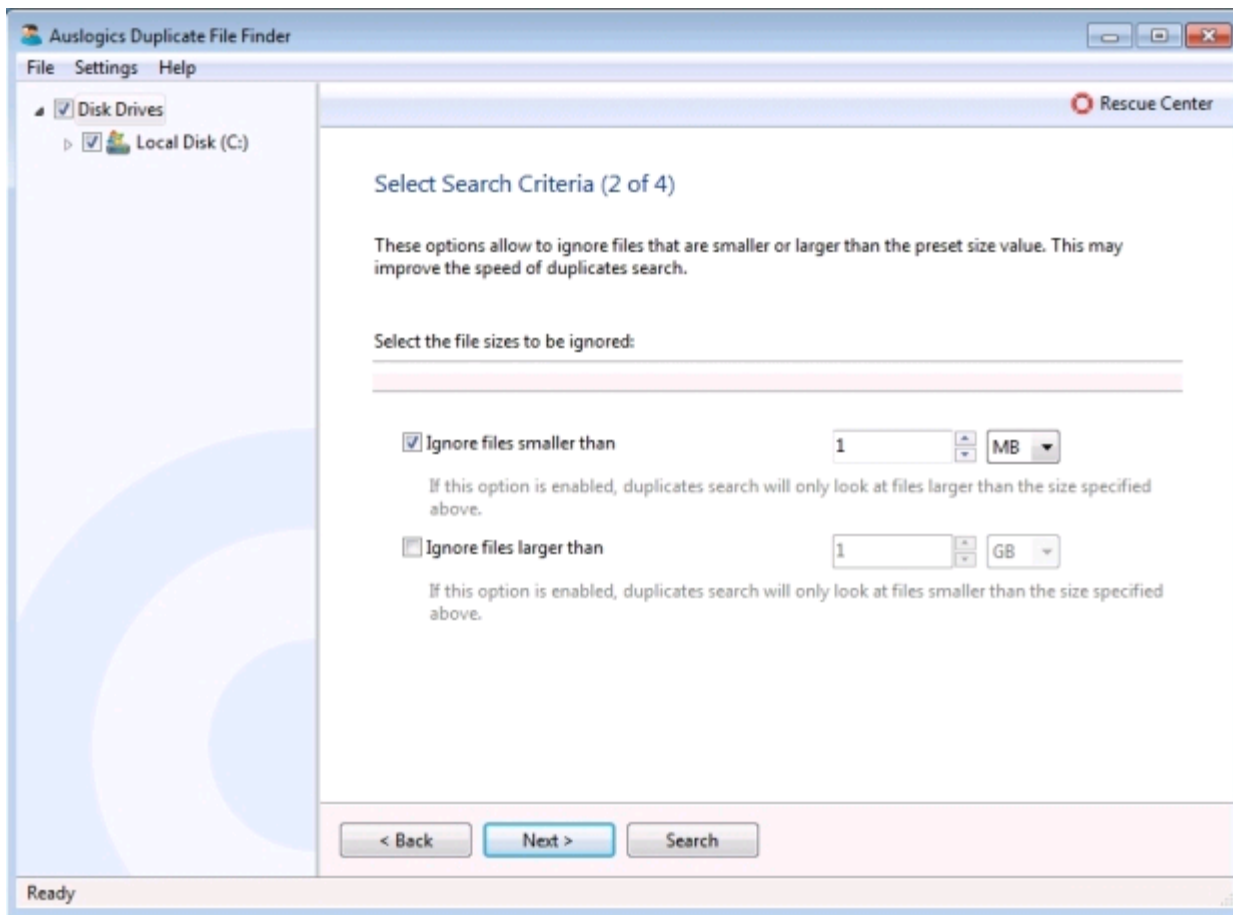 Auslogics Duplicate File Finder
File Settings Help
Disk Drives
Local Disk (C:)
Rescue Center
Select Search Criteria (2 of 4)
These options allow to ignore files that are smaller or larger than the preset size value. This may
improve the speed of duplicates search.
Select the file sizes to be ignored:
Ignore files smaller than 1 MB
If this option is enabled, duplicates search will only look at files larger than the size specified
above.
Ignore files larger than 1 GB
If this option is enabled, duplicates search will only look at files smaller than the size specified
above.
< Back Next > Search
Ready